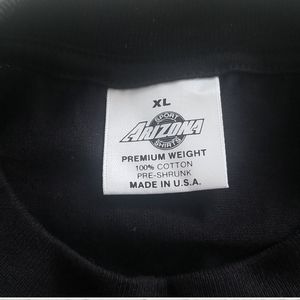 XL
SPORT
ARIZONA
SHIRTS
PREMIUM WEIGHT
100% COTTON
PRE-SHRUNK
MADE IN U.S.A.